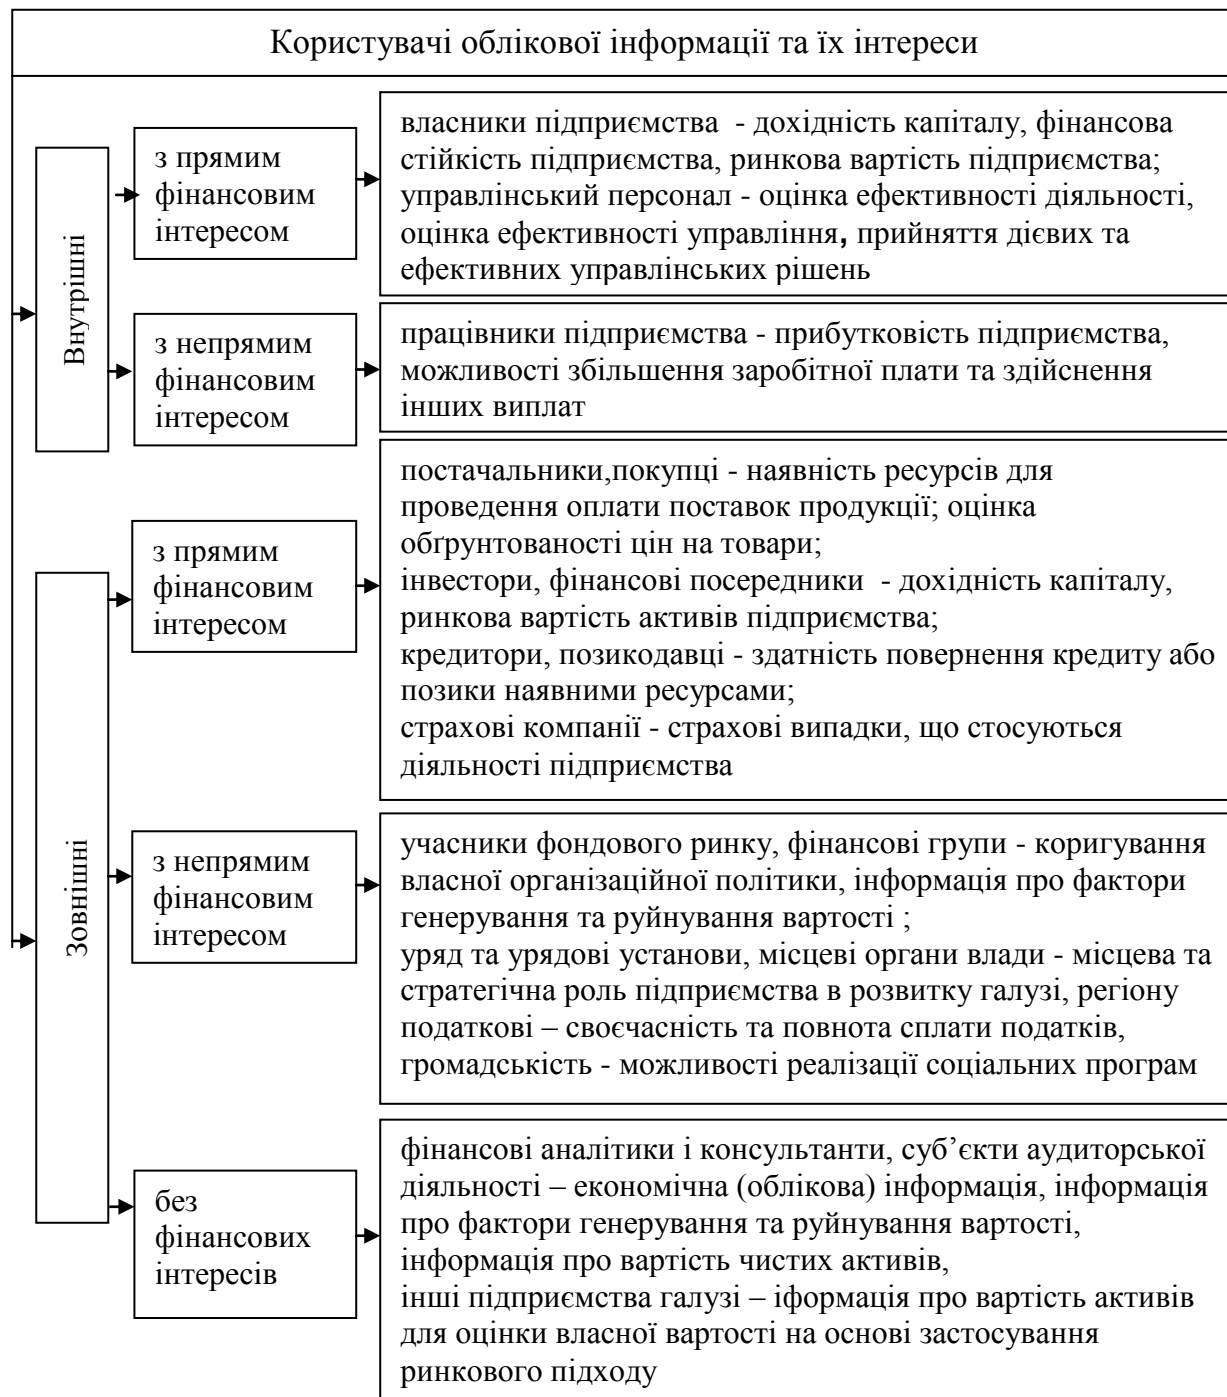 Користувачі облікової інформації та їх інтереси
Внутрішні
з прямим
фінансовим
інтересом
власники підприємства - дохідність капіталу, фінансова
стійкість підприємства, ринкова вартість підприємства;
управлінський персонал - оцінка ефективності діяльності,
оцінка ефективності управління, прийняття дієвих та
ефективних управлінських рішень
з непрямим
фінансовим
інтересом
працівники підприємства - прибутковість підприємства,
можливості збільшення заробітної плати та здійснення
інших виплат
Зовнішні
з прямим
фінансовим
інтересом
постачальники,покупці - наявність ресурсів для
проведення оплати поставок продукції; оцінка
обґрунтованості цін на товари;
інвестори, фінансові посередники - дохідність капіталу,
ринкова вартість активів підприємства;
кредитори, позикодавці - здатність повернення кредиту або
позики наявними ресурсами;
страхові компанії - страхові випадки, що стосуються
діяльності підприємства
з непрямим
фінансовим
інтересом
учасники фондового ринку, фінансові групи - коригування
власної організаційної політики, інформація про фактори
генерування та руйнування вартості ;
уряд та урядові установи, місцеві органи влади - місцева та
стратегічна роль підприємства в розвитку галузі, регіону
податкові – своєчасність та повнота сплати податків,
громадськість - можливості реалізації соціальних програм
без
фінансових
інтересів
фінансові аналітики і консультанти, суб’єкти аудиторської
діяльності – економічна (облікова) інформація, інформація
про фактори генерування та руйнування вартості,
інформація про вартість чистих активів,
інші підприємства галузі – іформація про вартість активів
для оцінки власної вартості на основі застосування
ринкового підходу